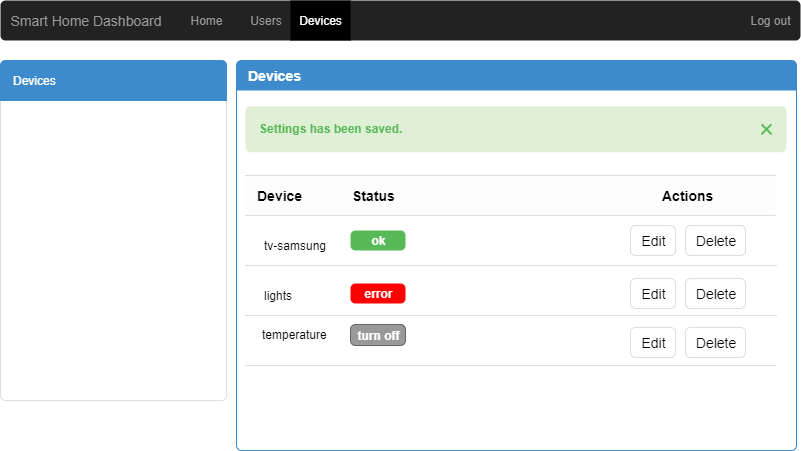 Smart Home Dashboard Home Users Devices Log out
Devices
Devices
Settings has been saved.
Device Status Actions
tv-samsung ok Edit Delete
lights error Edit Delete
temperature turn off Edit Delete